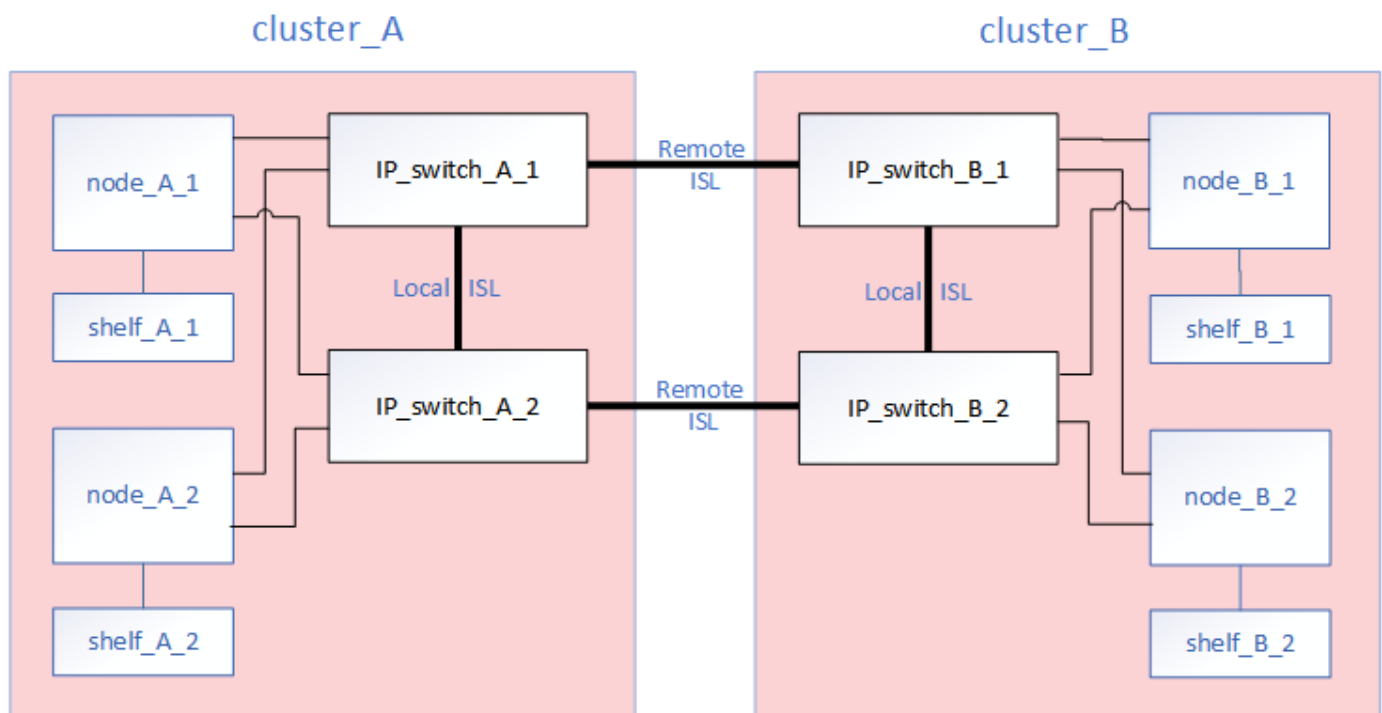 cluster_A
cluster_B
node_A_1
IP_switch_A_1
Remote
ISL
IP_switch_B_1
node_B_1
shelf_A_1
Local ISL
Local ISL
shelf_B_1
IP_switch_A_2
Remote
ISL
IP_switch_B_2
node_A_2
node_B_2
shelf_A_2
shelf_B_2